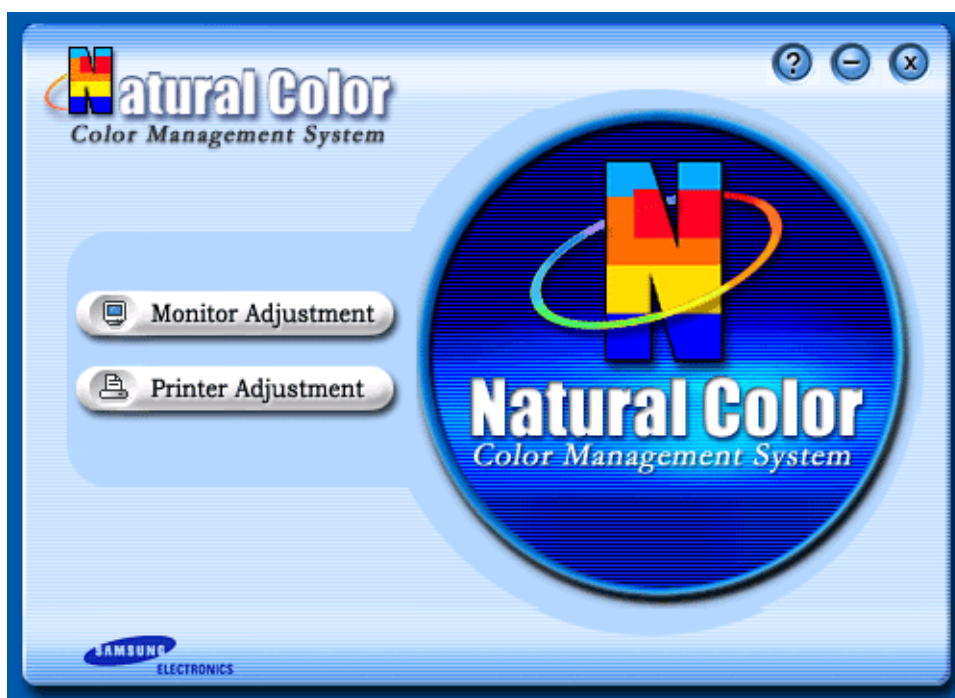 Natural Color
Color Management System
? – x
Monitor Adjustment
Printer Adjustment
N
Natural Color
Color Management System
SAMSUNG
ELECTRONICS